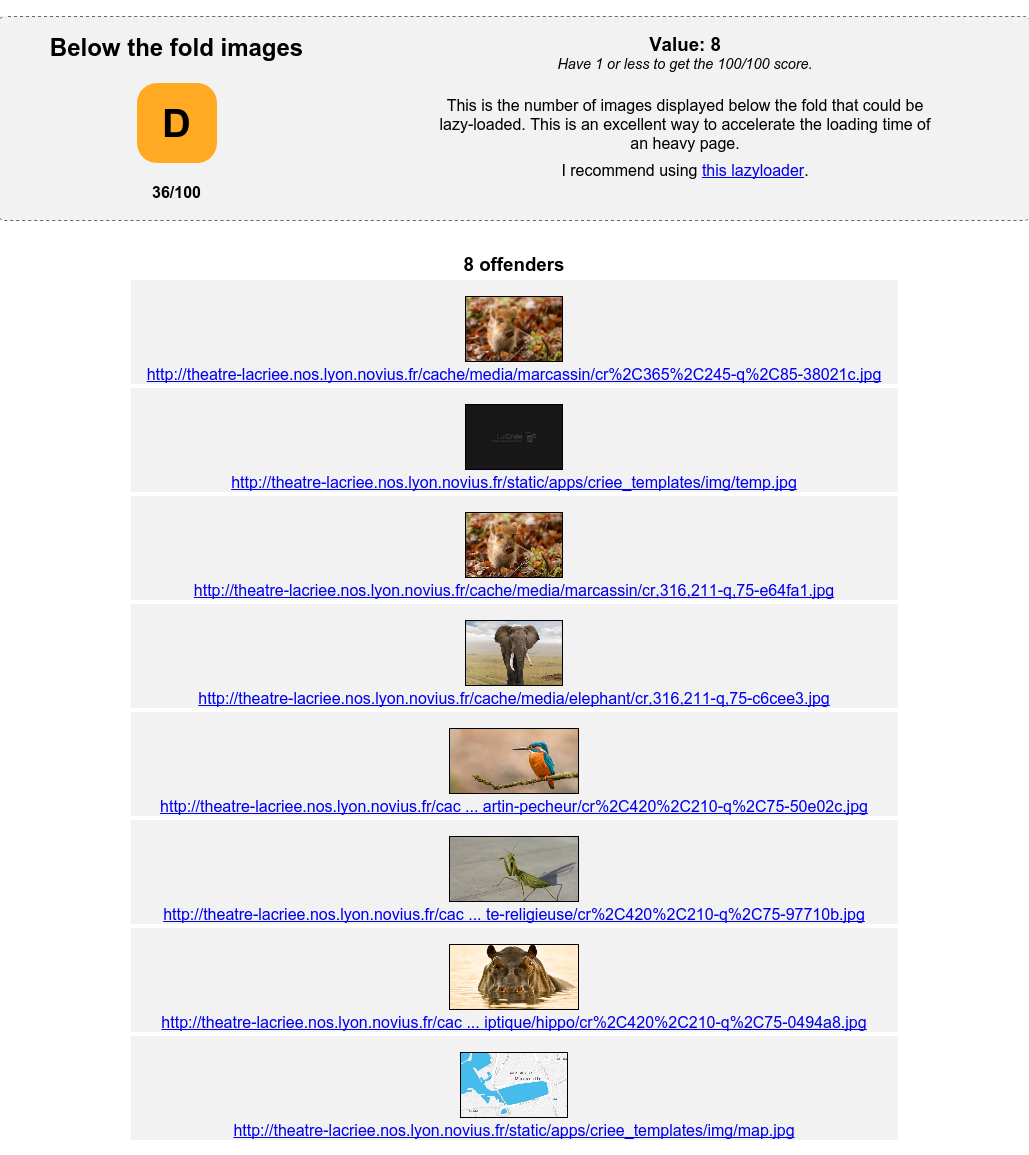 Below the fold images
D
36/100
Value: 8
Have 1 or less to get the 100/100 score.
This is the number of images displayed below the fold that could be
lazy-loaded. This is an excellent way to accelerate the loading time of
an heavy page.
I recommend using this lazyloader.
8 offenders
http://theatre-lacriee.nos.lyon.novius.fr/cache/media/marcassin/cr%2C365%2C245-q%2C85-38021c.jpg
LaCriée
http://theatre-lacriee.nos.lyon.novius.fr/static/apps/criee_templates/img/temp.jpg
http://theatre-lacriee.nos.lyon.novius.fr/cache/media/marcassin/cr,316,211-q,75-e64fa1.jpg
http://theatre-lacriee.nos.lyon.novius.fr/cache/media/elephant/cr,316,211-q,75-c6cee3.jpg
http://theatre-lacriee.nos.lyon.novius.fr/cac ... artin-pecheur/cr%2C420%2C210-q%2C75-50e02c.jpg
http://theatre-lacriee.nos.lyon.novius.fr/cac ... te-religieuse/cr%2C420%2C210-q%2C75-97710b.jpg
http://theatre-lacriee.nos.lyon.novius.fr/cac ... iptique/hippo/cr%2C420%2C210-q%2C75-0494a8.jpg
http://theatre-lacriee.nos.lyon.novius.fr/static/apps/criee_templates/img/map.jpg